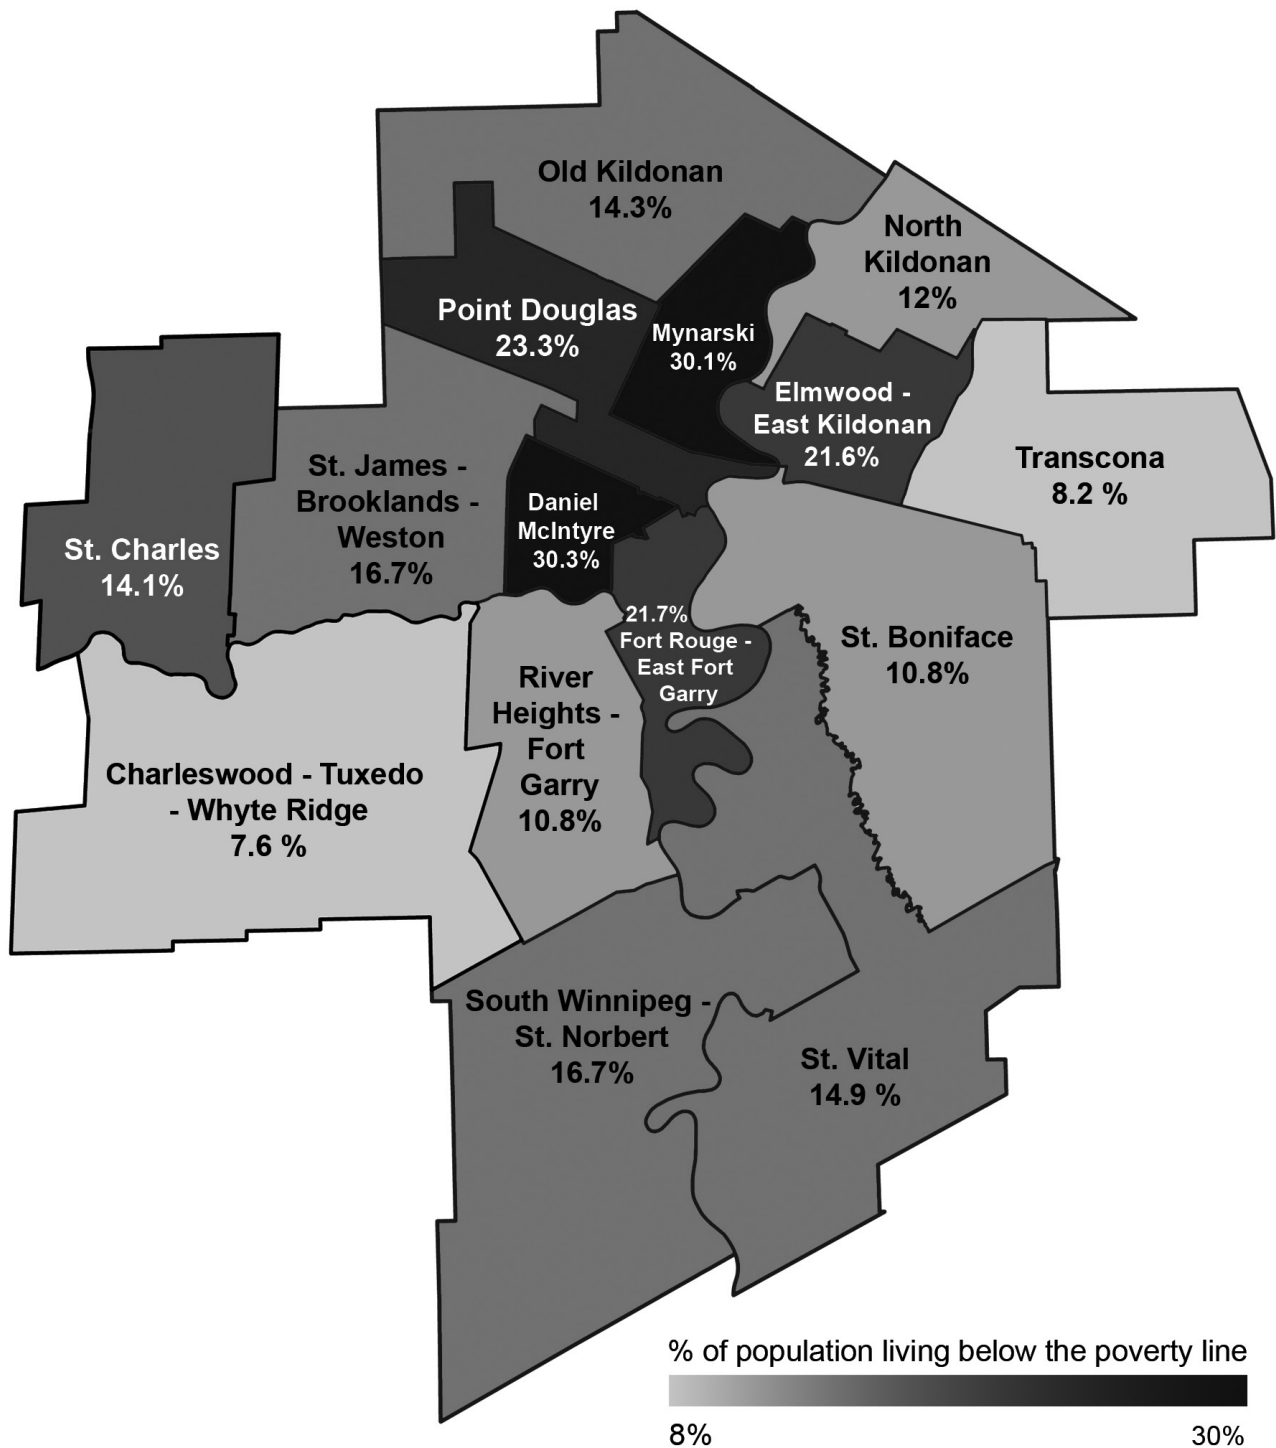 Old Kildonan
14.3%
North
Kildonan
12%
Point Douglas
23.3%
Mynarski
30.1%
Elmwood -
East Kildonan
21.6%
Transcona
8.2 %
St. James -
Brooklands -
Weston
16.7%
Daniel
McIntyre
30.3%
St. Charles
14.1%
21.7%
Fort Rouge -
East Fort
Garry
St. Boniface
10.8%
River
Heights -
Fort
Garry
10.8%
Charleswood - Tuxedo
- Whyte Ridge
7.6 %
South Winnipeg -
St. Norbert
16.7%
St. Vital
14.9 %
% of population living below the poverty line
8%
30%